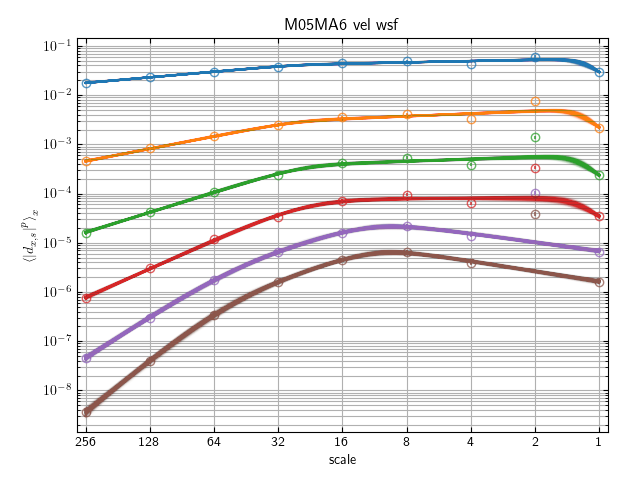 M05MA6 vel wsf
10⁻¹
10⁻²
10⁻³
10⁻⁴
10⁻⁵
10⁻⁶
10⁻⁷
10⁻⁸
⟨|d_{x,s}|^p⟩_x
256 128 64 32 16 8 4 2 1
scale